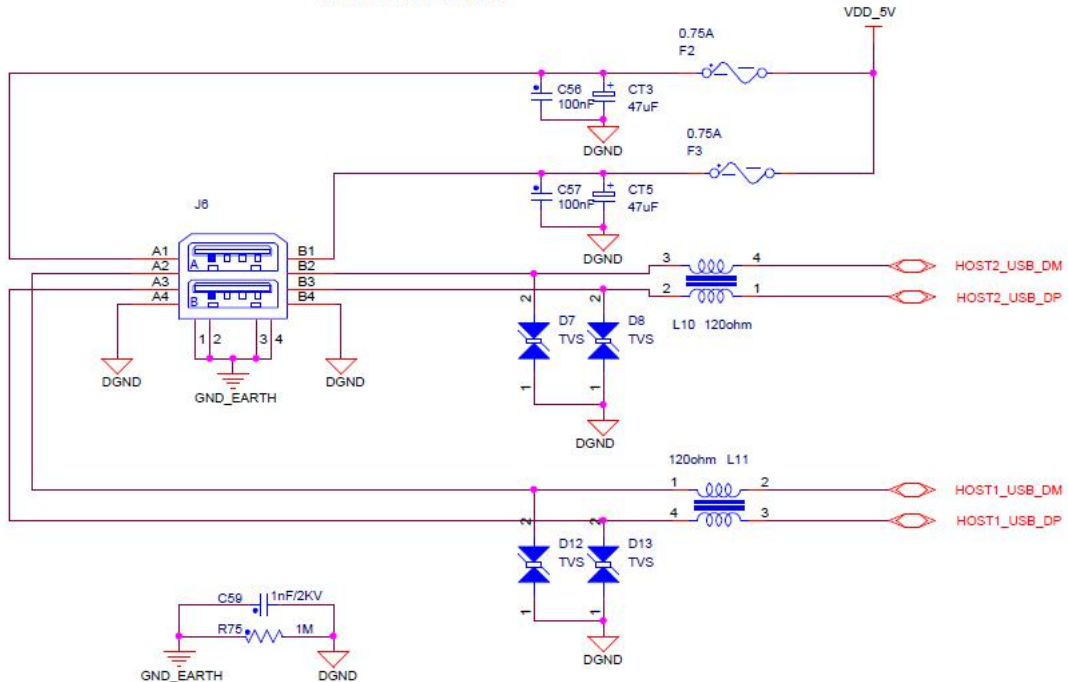 VDD_5V
0.75A
F2
C56
100nF
CT3
47uF
DGND
0.75A
F3
C57
100nF
CT5
47uF
DGND
J6
A1
A2
A3
A4
A
B
B1
B2
B3
B4
1 2 3 4
DGND
GND_EARTH
DGND
3 4
HOST2_USB_DM
2 1
HOST2_USB_DP
L10 120ohm
2 D7
TVS
1
2 D8
TVS
1
DGND
120ohm L11
1 2
HOST1_USB_DM
4 3
HOST1_USB_DP
2 D12
TVS
1
2 D13
TVS
1
DGND
C59 1nF/2KV
R75 1M
GND_EARTH
DGND